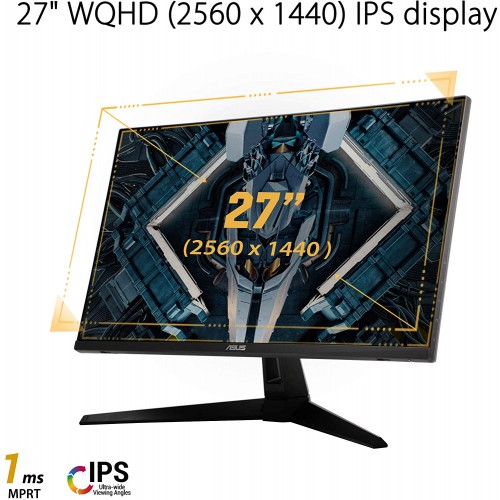 27" WQHD (2560 x 1440) IPS display
27”
(2560 x 1440 )
ASUS
1 ms
MPRT
IPS
Ultra-wide
Viewing Angles